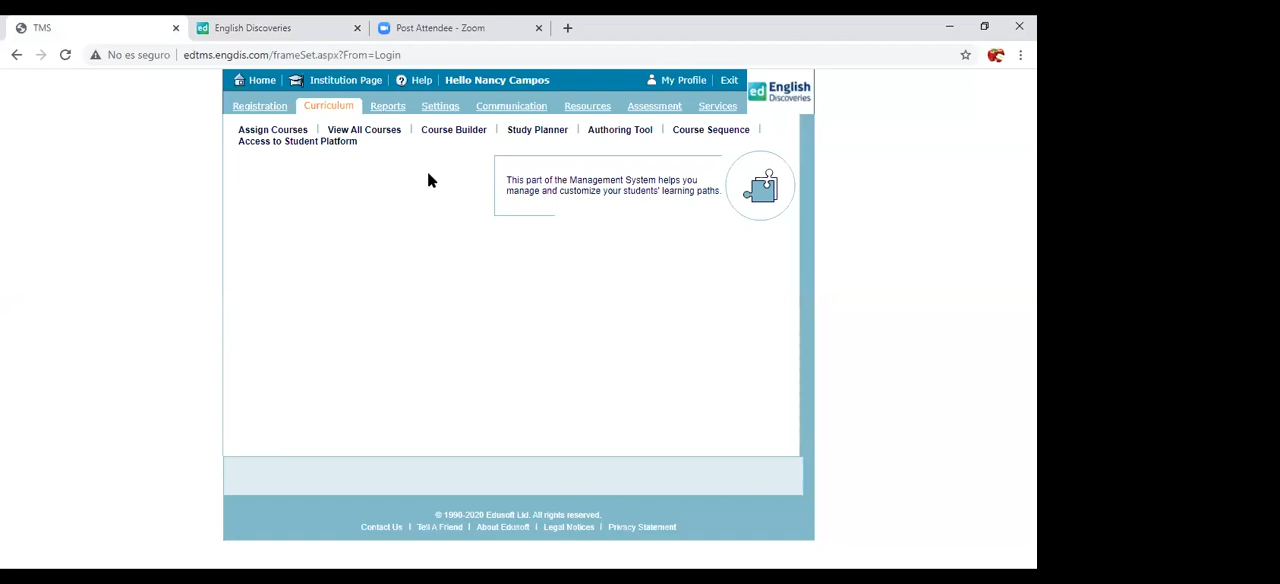 TMS
English Discoveries
Post Attendee - Zoom
No es seguro | edtms.engdis.com/frameSet.aspx?From=Login
Home | Institution Page | Help | Hello Nancy Campos
My Profile | Exit
ed English Discoveries
Registration Curriculum Reports Settings Communication Resources Assessment Services
Assign Courses | View All Courses | Course Builder | Study Planner | Authoring Tool | Course Sequence |
Access to Student Platform
This part of the Management System helps you
manage and customize your students' learning paths.
© 1990-2020 Edusoft Ltd. All rights reserved.
Contact Us | Tell A Friend | About Edusoft | Legal Notices | Privacy Statement